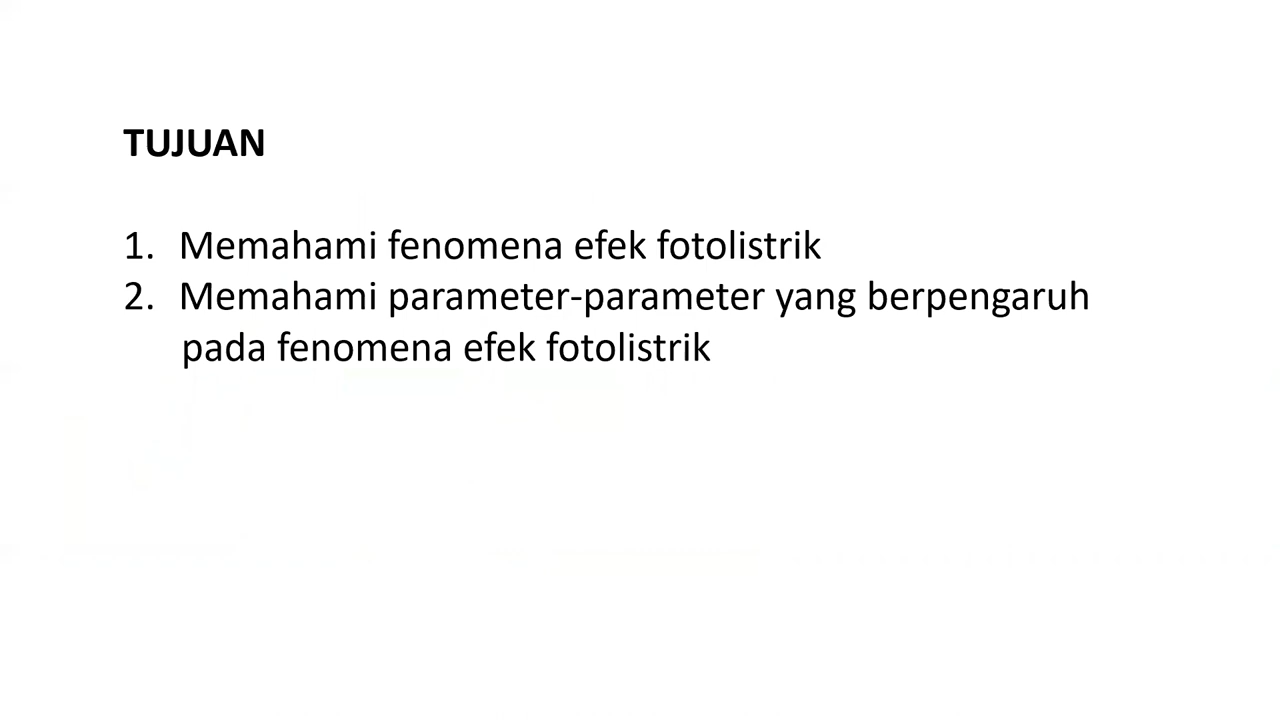 TUJUAN
1. Memahami fenomena efek fotolistrik
2. Memahami parameter-parameter yang berpengaruh
pada fenomena efek fotolistrik